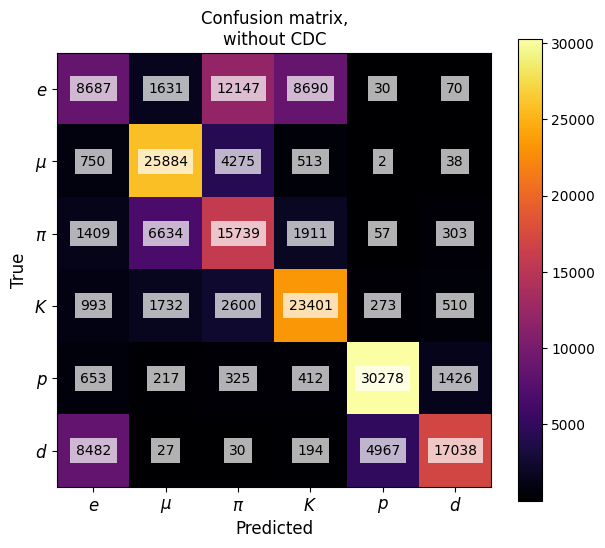 Confusion matrix,
without CDC
True
e 8687 1631 12147 8690 30 70
μ 750 25884 4275 513 2 38
π 1409 6634 15739 1911 57 303
K 993 1732 2600 23401 273 510
p 653 217 325 412 30278 1426
d 8482 27 30 194 4967 17038
e μ π K p d
Predicted
30000
25000
20000
15000
10000
5000